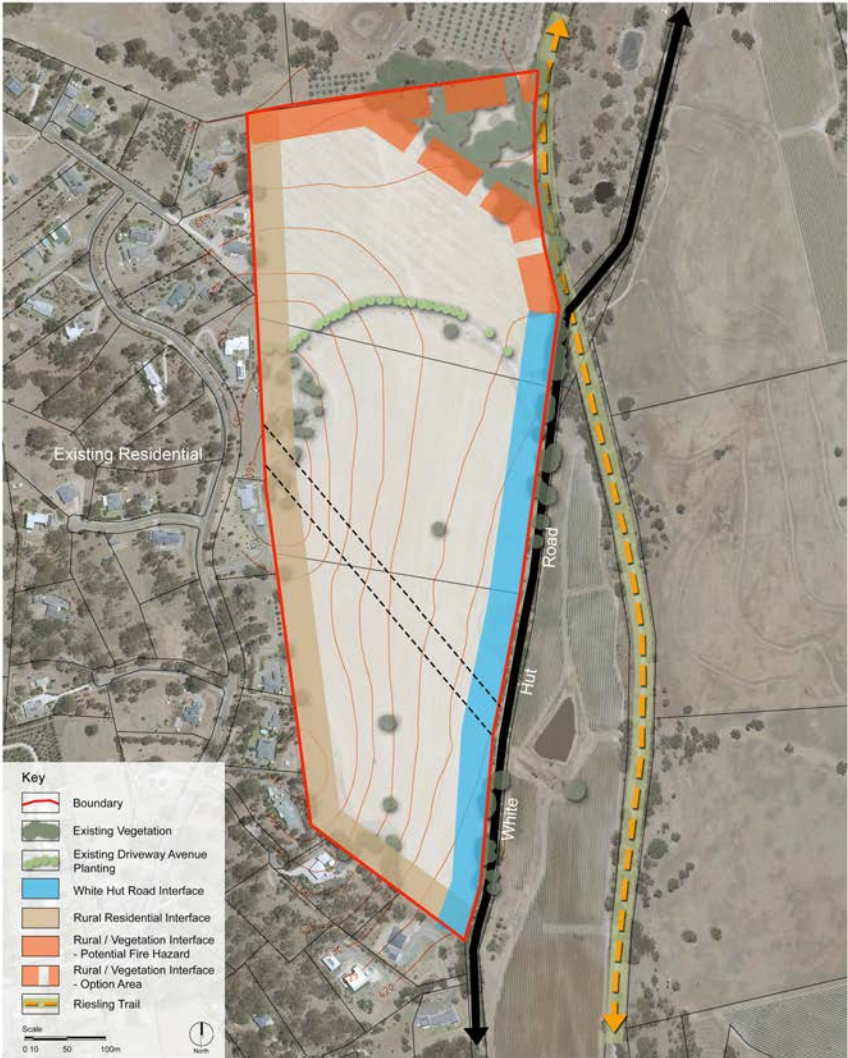 Existing Residential
Road
Hut
White
420
Key
Boundary
Existing Vegetation
Existing Driveway Avenue
Planting
White Hut Road Interface
Rural Residential Interface
Rural / Vegetation Interface
- Potential Fire Hazard
Rural / Vegetation Interface
- Option Area
Riesling Trail
Scale
0 10 50 100m
North